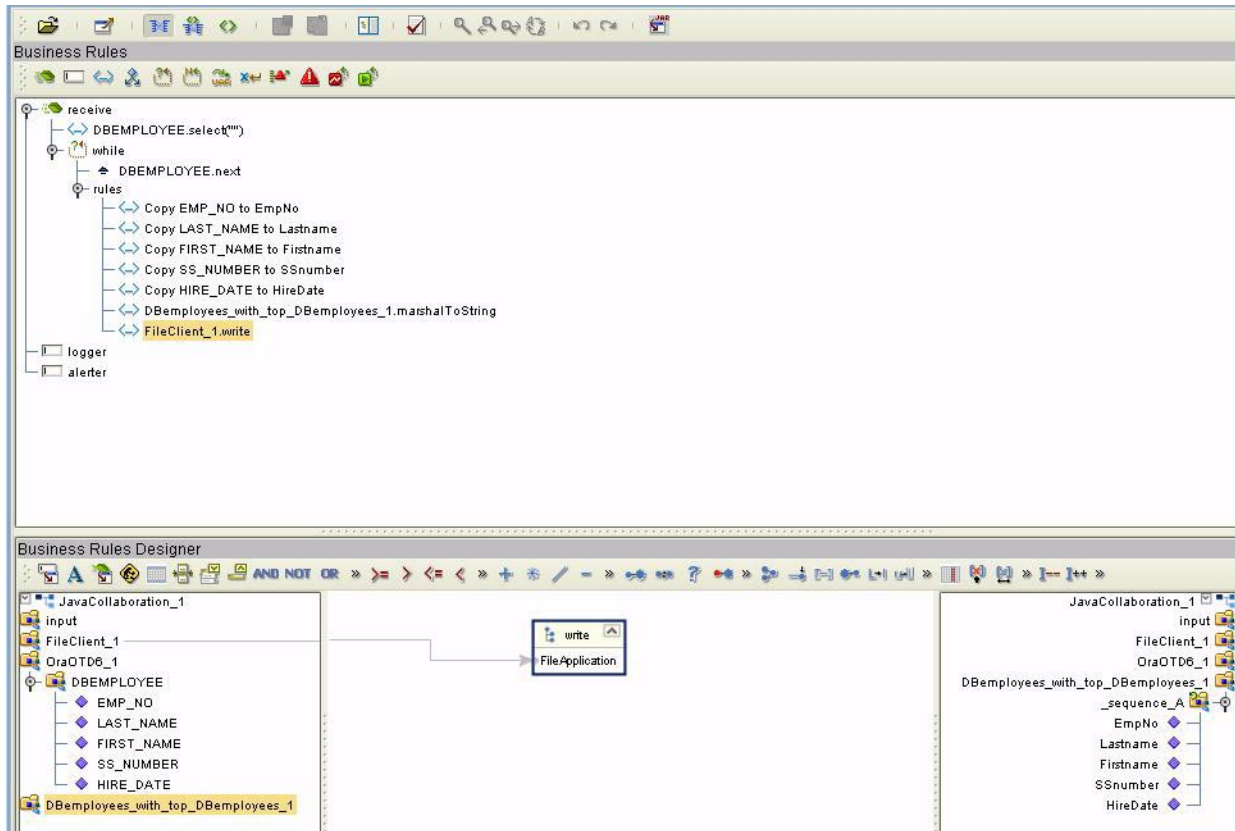 JAR
Business Rules
receive
DBEMPLOYEE.select("")
while
DBEMPLOYEE.next
rules
Copy EMP_NO to EmpNo
Copy LAST_NAME to Lastname
Copy FIRST_NAME to Firstname
Copy SS_NUMBER to SSnumber
Copy HIRE_DATE to HireDate
DBemployees_with_top_DBemployees_1.marshalToString
FileClient_1.write
logger
alerter
Business Rules Designer
A AND NOT OR » >= > <= < » + / - » ? » » » I-- I++ »
JavaCollaboration_1
input
FileClient_1
OraOTD6_1
DBEMPLOYEE
EMP_NO
LAST_NAME
FIRST_NAME
SS_NUMBER
HIRE_DATE
DBemployees_with_top_DBemployees_1
write
FileApplication
JavaCollaboration_1
input
FileClient_1
OraOTD6_1
DBemployees_with_top_DBemployees_1
_sequence_A
EmpNo
Lastname
Firstname
SSnumber
HireDate